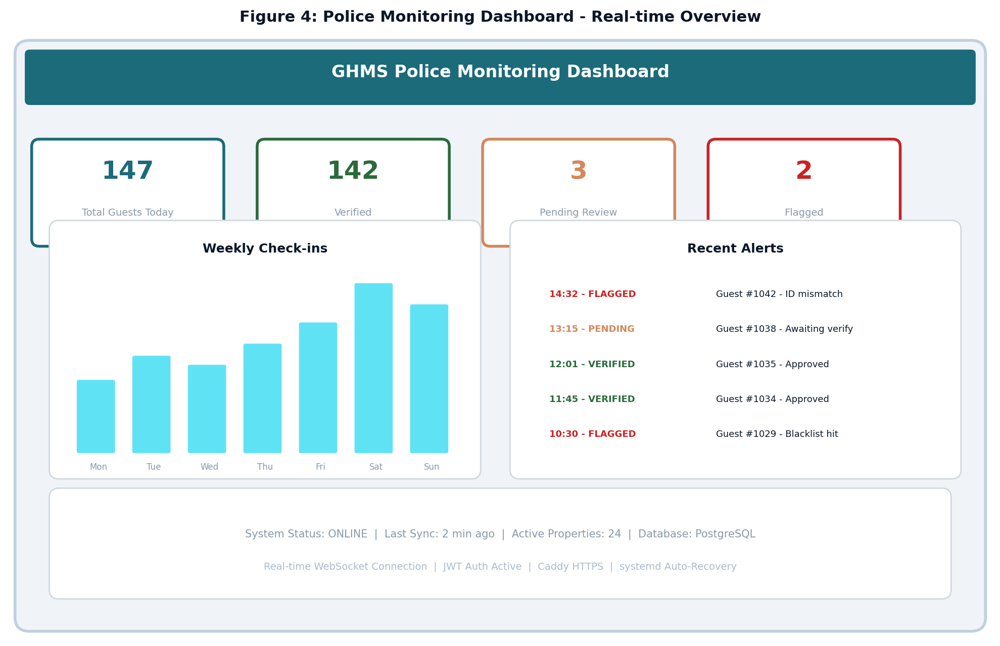 Figure 4: Police Monitoring Dashboard - Real-time Overview
GHMS Police Monitoring Dashboard
147
Total Guests Today
142
Verified
3
Pending Review
2
Flagged
Weekly Check-ins
Mon Tue Wed Thu Fri Sat Sun
Recent Alerts
14:32 - FLAGGED Guest #1042 - ID mismatch
13:15 - PENDING Guest #1038 - Awaiting verify
12:01 - VERIFIED Guest #1035 - Approved
11:45 - VERIFIED Guest #1034 - Approved
10:30 - FLAGGED Guest #1029 - Blacklist hit
System Status: ONLINE | Last Sync: 2 min ago | Active Properties: 24 | Database: PostgreSQL
Real-time WebSocket Connection | JWT Auth Active | Caddy HTTPS | systemd Auto-Recovery